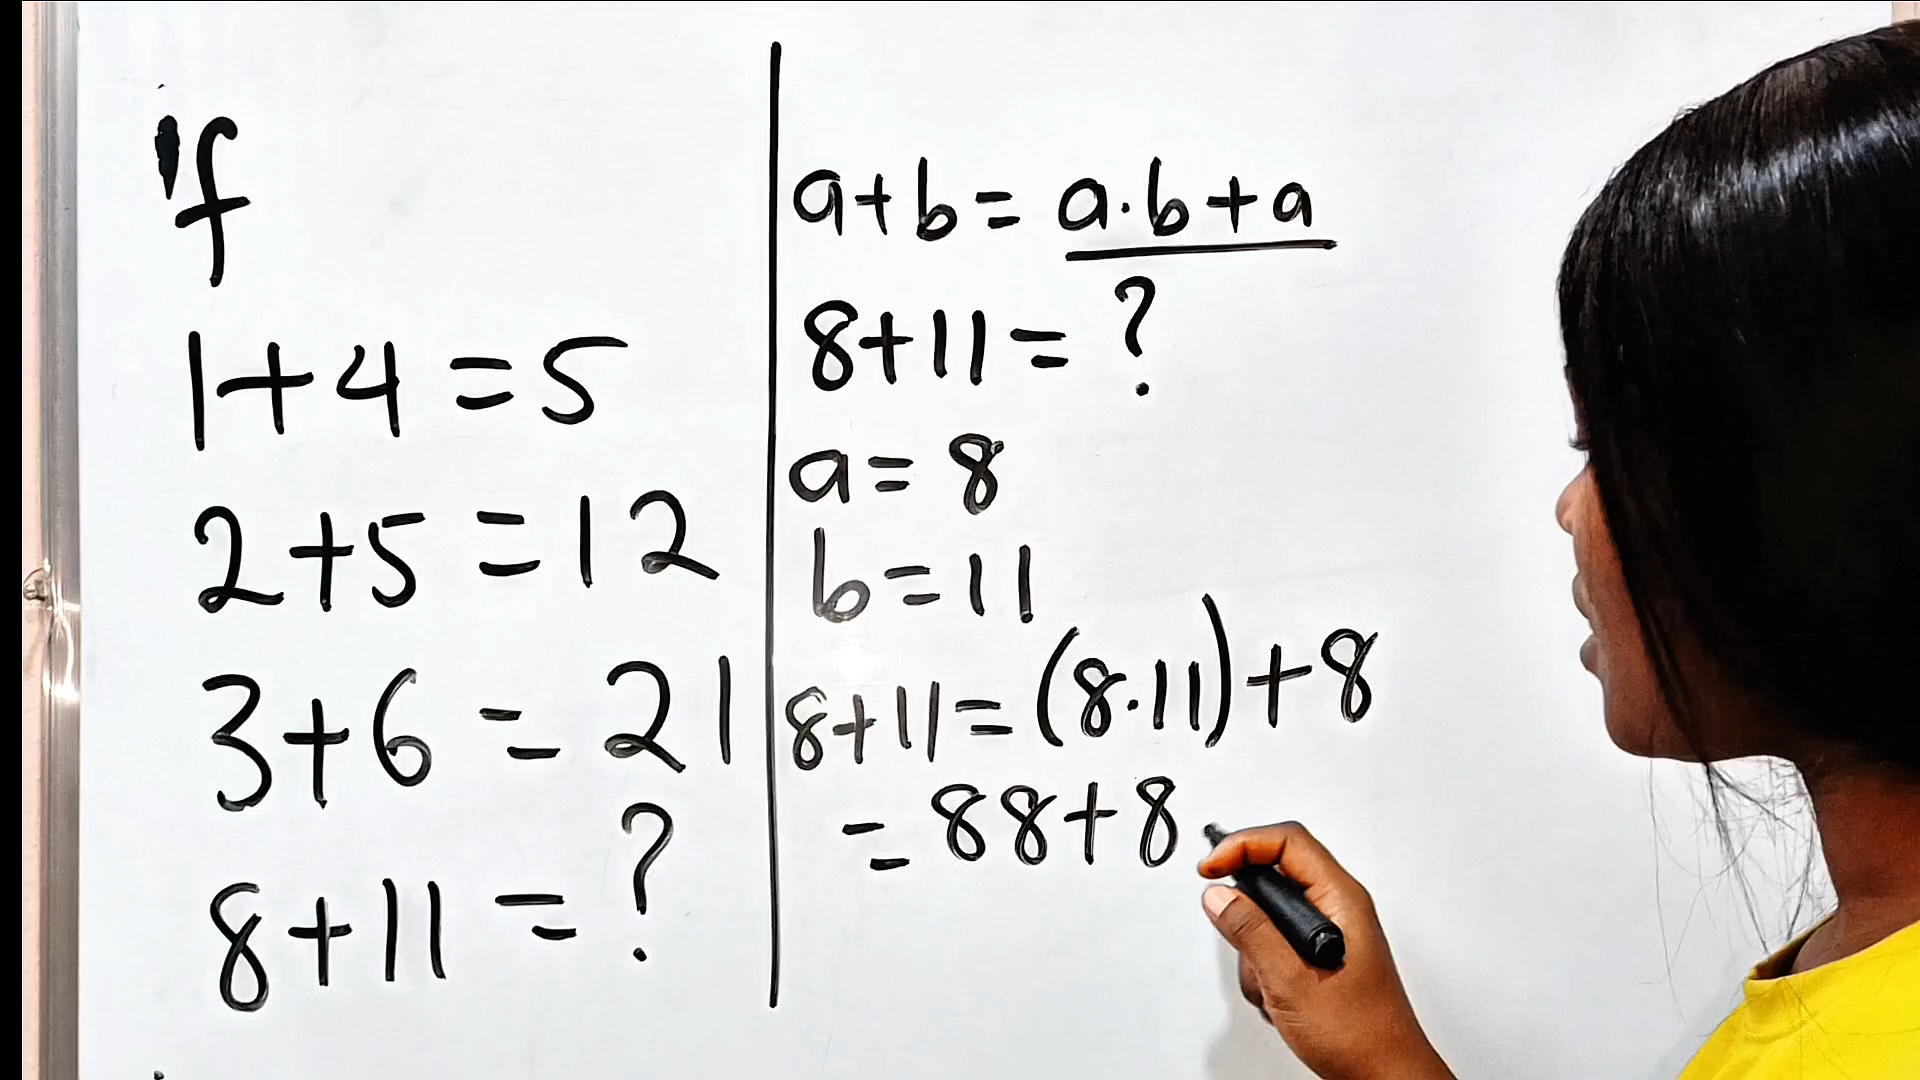 if
1+4=5
2+5=12
3+6=21
8+11=?
a+b=a·b+a
8+11=?
a=8
b=11
8+11=(8·11)+8
=88+8